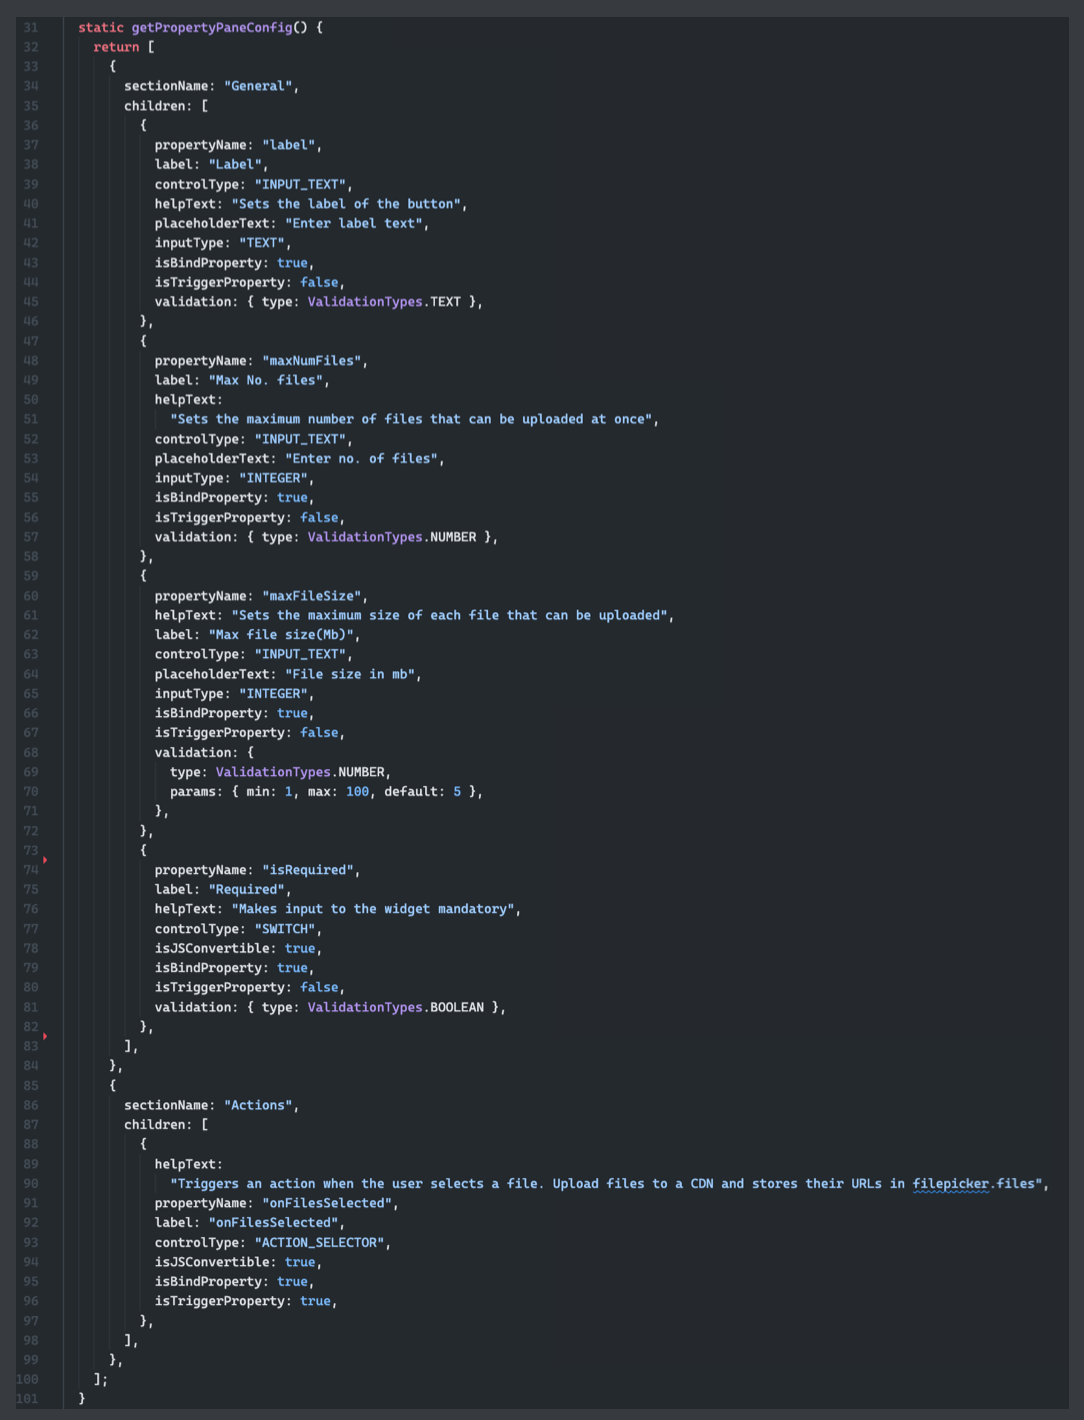 31 static getPropertyPaneConfig() {
32 return [
33 {
34 sectionName: "General",
35 children: [
36 {
37 propertyName: "label",
38 label: "Label",
39 controlType: "INPUT_TEXT",
40 helpText: "Sets the label of the button",
41 placeholderText: "Enter label text",
42 inputType: "TEXT",
43 isBindProperty: true,
44 isTriggerProperty: false,
45 validation: { type: ValidationTypes.TEXT },
46 },
47 {
48 propertyName: "maxNumFiles",
49 label: "Max No. files",
50 helpText:
51 "Sets the maximum number of files that can be uploaded at once",
52 controlType: "INPUT_TEXT",
53 placeholderText: "Enter no. of files",
54 inputType: "INTEGER",
55 isBindProperty: true,
56 isTriggerProperty: false,
57 validation: { type: ValidationTypes.NUMBER },
58 },
59 {
60 propertyName: "maxFileSize",
61 helpText: "Sets the maximum size of each file that can be uploaded",
62 label: "Max file size(Mb)",
63 controlType: "INPUT_TEXT",
64 placeholderText: "File size in mb",
65 inputType: "INTEGER",
66 isBindProperty: true,
67 isTriggerProperty: false,
68 validation: {
69 type: ValidationTypes.NUMBER,
70 params: { min: 1, max: 100, default: 5 },
71 },
72 },
73 {
74 propertyName: "isRequired",
75 label: "Required",
76 helpText: "Makes input to the widget mandatory",
77 controlType: "SWITCH",
78 isJSConvertible: true,
79 isBindProperty: true,
80 isTriggerProperty: false,
81 validation: { type: ValidationTypes.BOOLEAN },
82 },
83 ],
84 },
85 {
86 sectionName: "Actions",
87 children: [
88 {
89 helpText:
90 "Triggers an action when the user selects a file. Upload files to a CDN and stores their URLs in filepicker.files",
91 propertyName: "onFilesSelected",
92 label: "onFilesSelected",
93 controlType: "ACTION_SELECTOR",
94 isJSConvertible: true,
95 isBindProperty: true,
96 isTriggerProperty: true,
97 },
98 ],
99 },
100 ];
101 }